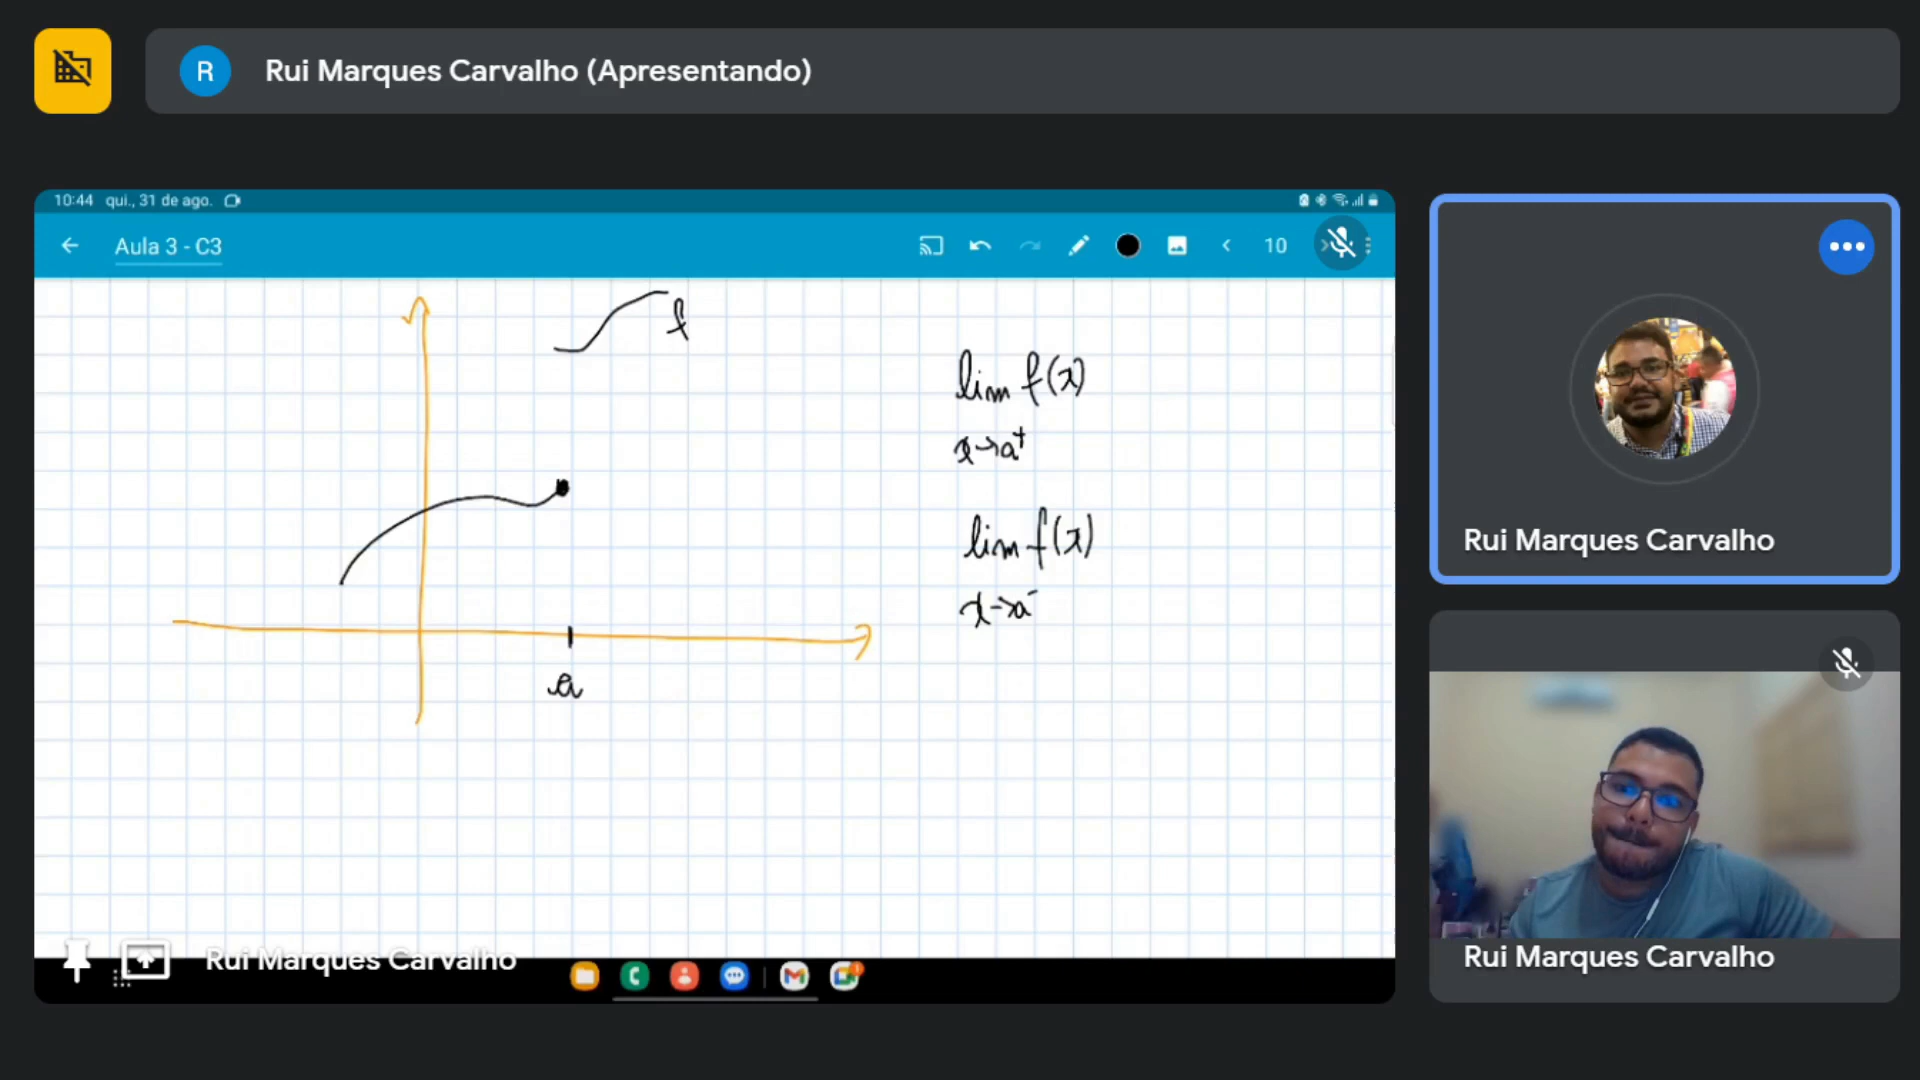 R
Rui Marques Carvalho (Apresentando)
10:44 qui., 31 de ago.
Aula 3 - C3
10
f
lim f(x)
x→a⁺
lim f(x)
x→a⁻
a
Rui Marques Carvalho
Rui Marques Carvalho
Rui Marques Carvalho